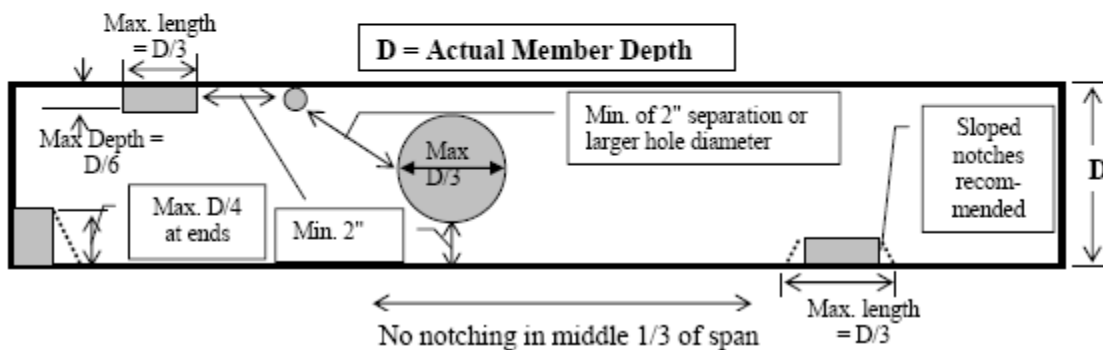 Max. length
= D/3
D = Actual Member Depth
Max Depth =
D/6
Max. D/4
at ends
Min. 2"
Max
D/3
Min. of 2" separation or
larger hole diameter
Sloped
notches
recom-
mended
D
Max. length
= D/3
No notching in middle 1/3 of span